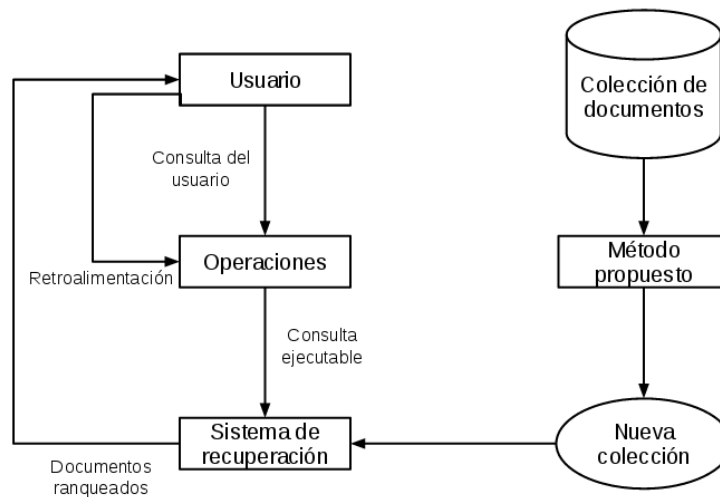 Usuario
Colección de
documentos
Consulta del
usuario
Operaciones
Método
propuesto
Retroalimentación
Consulta
ejecutable
Sistema de
recuperación
Nueva
colección
Documentos
ranqueados